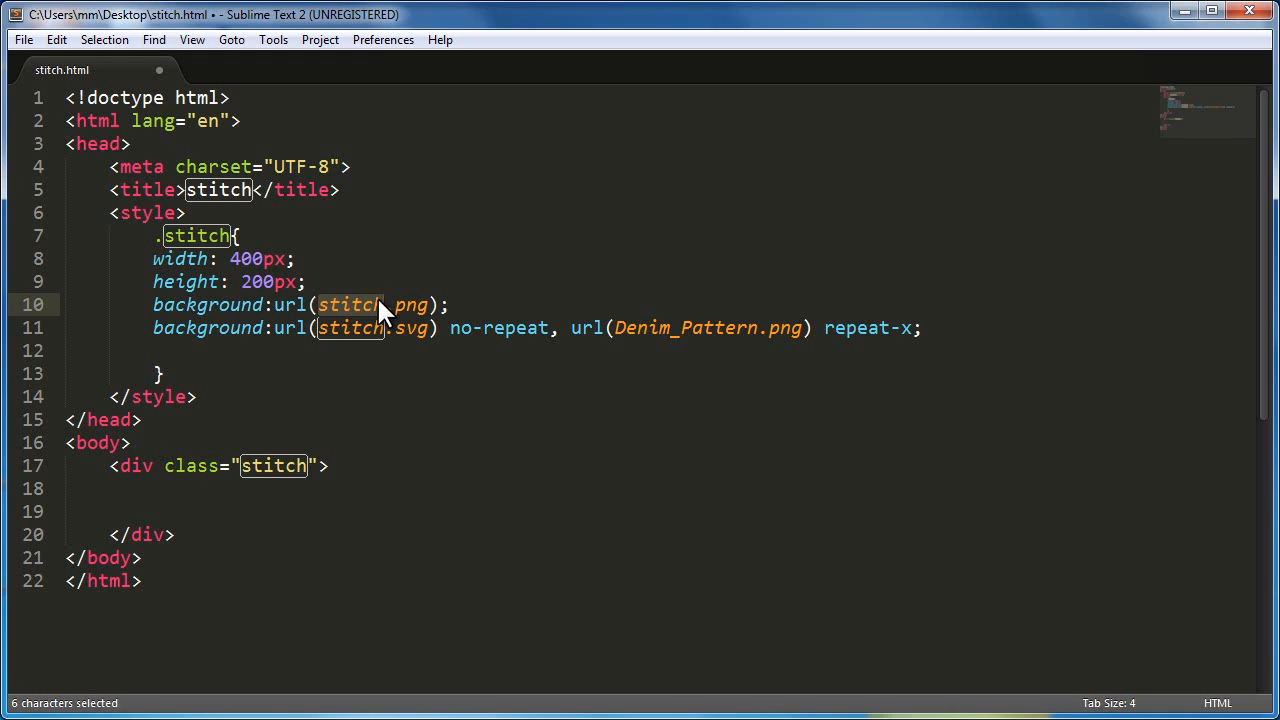 C:\Users\mm\Desktop\stitch.html • - Sublime Text 2 (UNREGISTERED)
File Edit Selection Find View Goto Tools Project Preferences Help
stitch.html
1 <!doctype html>
2 <html lang="en">
3 <head>
4 <meta charset="UTF-8">
5 <title>stitch</title>
6 <style>
7 .stitch{
8 width: 400px;
9 height: 200px;
10 background:url(stitch.png);
11 background:url(stitch.svg) no-repeat, url(Denim_Pattern.png) repeat-x;
12
13 }
14 </style>
15 </head>
16 <body>
17 <div class="stitch">
18
19
20 </div>
21 </body>
22 </html>
6 characters selected Tab Size: 4 HTML